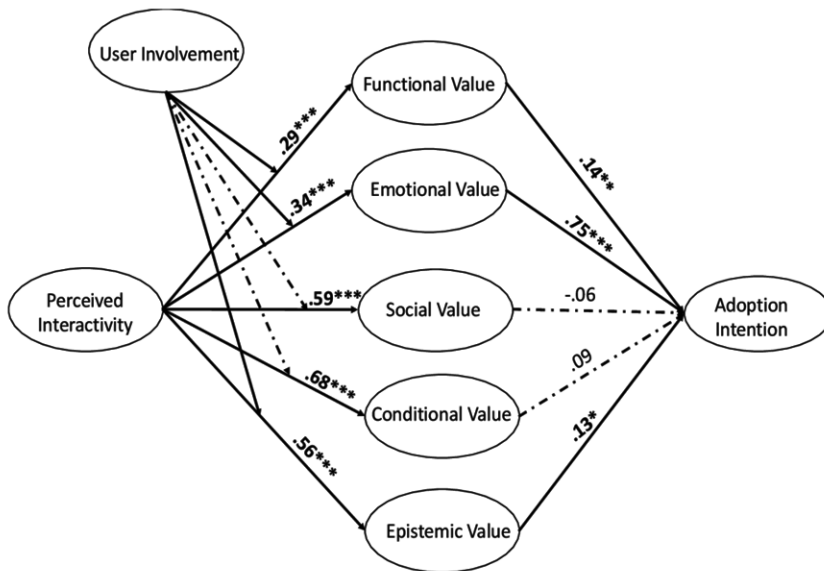 User Involvement
Functional Value
.29***
.14**
Emotional Value
.34***
.75***
Perceived
Interactivity
.59***
Social Value
-.06
Adoption
Intention
.68***
Conditional Value
.09
.56***
.13*
Epistemic Value